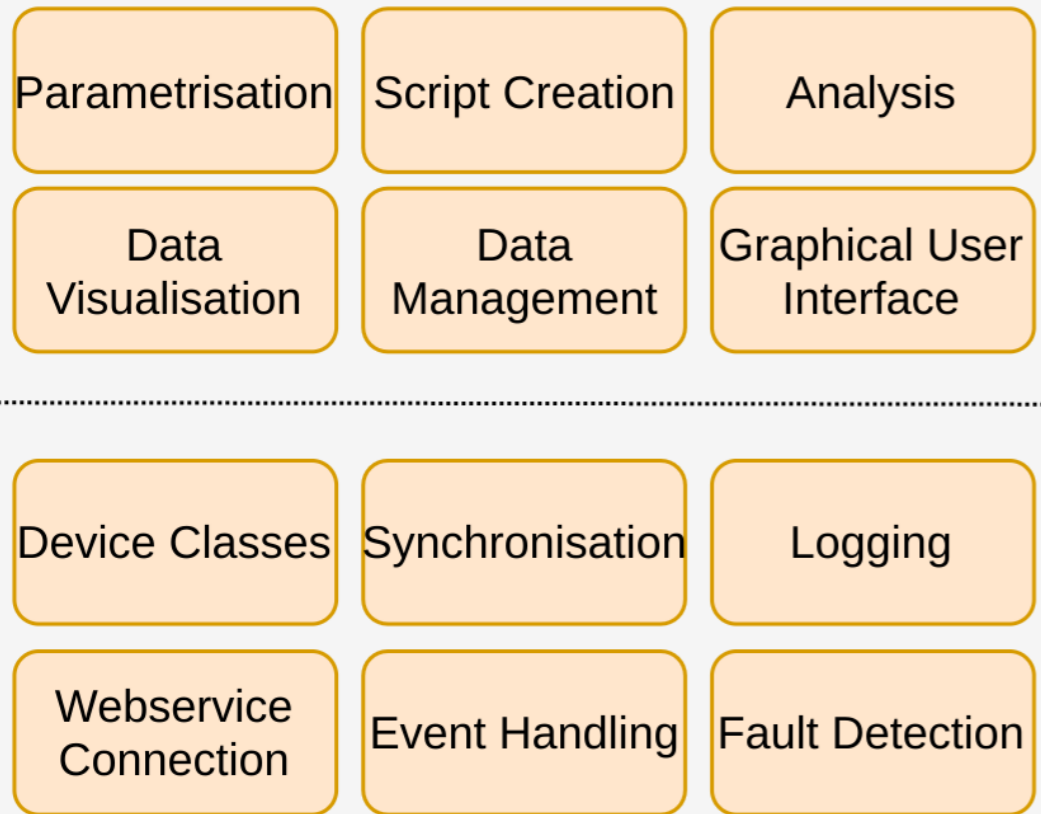 Parametrisation
Script Creation
Analysis
Data
Visualisation
Data
Management
Graphical User
Interface
Device Classes
Synchronisation
Logging
Webservice
Connection
Event Handling
Fault Detection